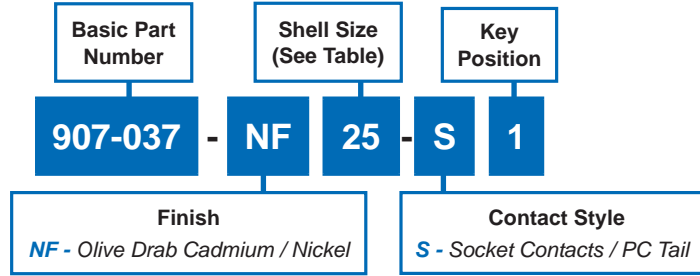 Basic Part
Number
Shell Size
(See Table)
Key
Position
907-037 - NF 25 - S 1
Finish
NF - Olive Drab Cadmium / Nickel
Contact Style
S - Socket Contacts / PC Tail